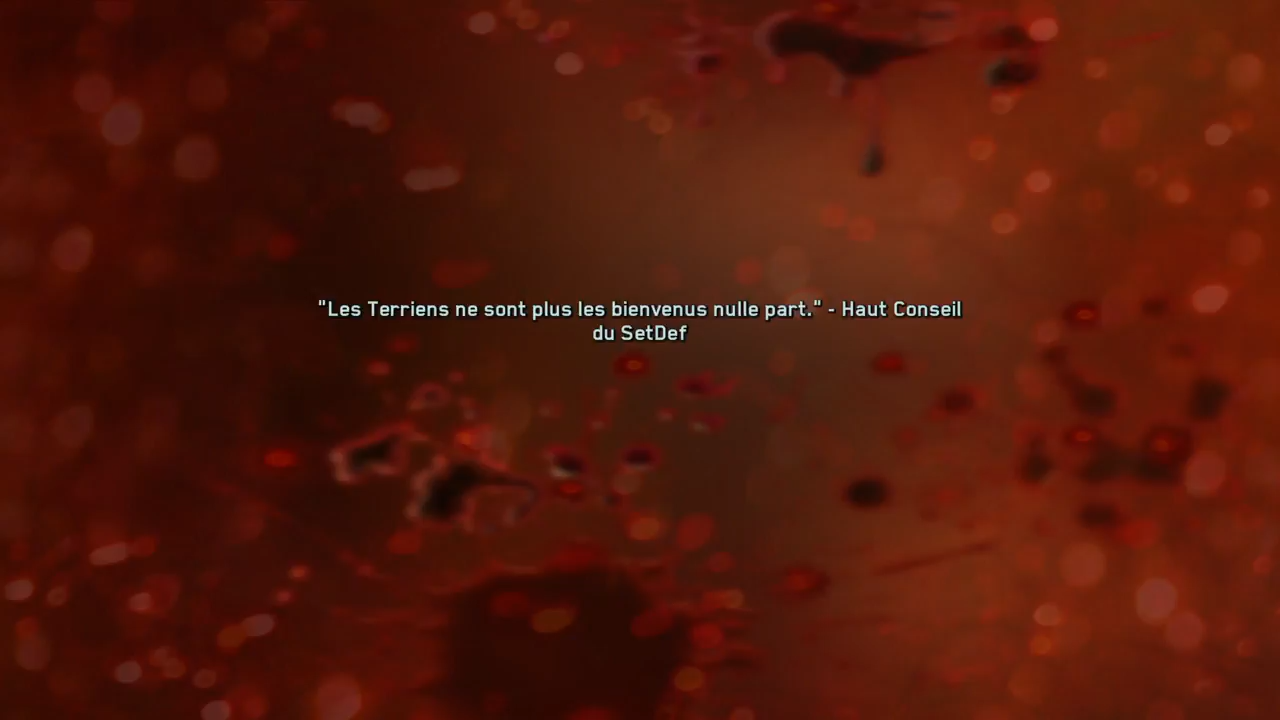 "Les Terriens ne sont plus les bienvenus nulle part." - Haut Conseil
du SetDef